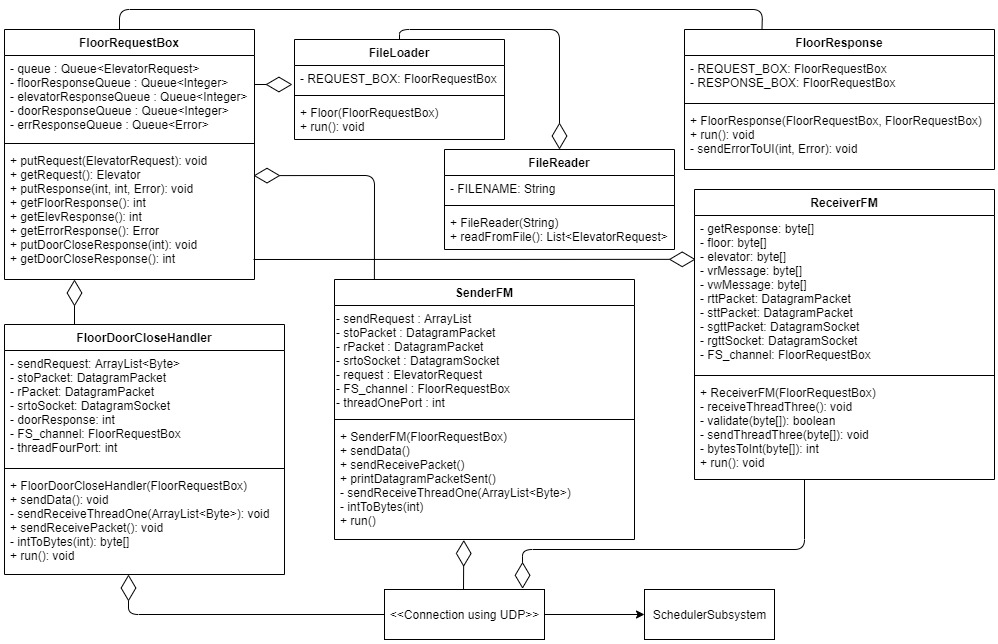 FloorRequestBox
- queue : Queue<ElevatorRequest>
- floorResponseQueue : Queue<Integer>
- elevatorResponseQueue : Queue<Integer>
- doorResponseQueue : Queue<Integer>
- errResponseQueue : Queue<Error>
+ putRequest(ElevatorRequest): void
+ getRequest(): Elevator
+ putResponse(int, int, Error): void
+ getFloorResponse(): int
+ getElevResponse(): int
+ getErrorResponse(): Error
+ putDoorCloseResponse(int): void
+ getDoorCloseResponse(): int
FileLoader
- REQUEST_BOX: FloorRequestBox
+ Floor(FloorRequestBox)
+ run(): void
FloorResponse
- REQUEST_BOX: FloorRequestBox
- RESPONSE_BOX: FloorRequestBox
+ FloorResponse(FloorRequestBox, FloorRequestBox)
+ run(): void
- sendErrorToUI(int, Error): void
FileReader
- FILENAME: String
+ FileReader(String)
+ readFromFile(): List<ElevatorRequest>
ReceiverFM
- getResponse: byte[]
- floor: byte[]
- elevator: byte[]
- vrMessage: byte[]
- vwMessage: byte[]
- rttPacket: DatagramPacket
- sttPacket: DatagramPacket
- sgttPacket: DatagramSocket
- rgttSocket: DatagramSocket
- FS_channel: FloorRequestBox
+ ReceiverFM(FloorRequestBox)
- receiveThreadThree(): void
- validate(byte[]): boolean
- sendThreadThree(byte[]): void
- bytesToInt(byte[]): int
+ run(): void
SenderFM
- sendRequest : ArrayList
- stoPacket : DatagramPacket
- rPacket : DatagramPacket
- srtoSocket : DatagramSocket
- request : ElevatorRequest
- FS_channel : FloorRequestBox
- threadOnePort : int
+ SenderFM(FloorRequestBox)
+ sendData()
+ sendReceivePacket()
+ printDatagramPacketSent()
- sendReceiveThreadOne(ArrayList<Byte>)
- intToBytes(int)
+ run()
FloorDoorCloseHandler
- sendRequest: ArrayList<Byte>
- stoPacket: DatagramPacket
- rPacket: DatagramPacket
- srtoSocket: DatagramSocket
- doorResponse: int
- FS_channel: FloorRequestBox
- threadFourPort: int
+ FloorDoorCloseHandler(FloorRequestBox)
+ sendData(): void
- sendReceiveThreadOne(ArrayList<Byte>): void
+ sendReceivePacket(): void
- intToBytes(int): byte[]
+ run(): void
<<Connection using UDP>>
SchedulerSubsystem